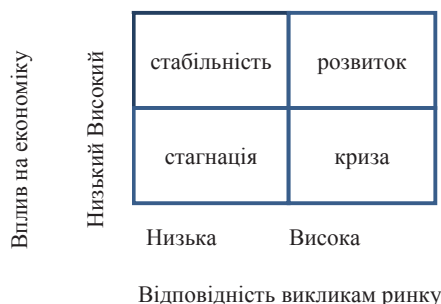 Вплив на економіку
Низький Високий
стабільність розвиток
стагнація криза
Низька Висока
Відповідність викликам ринку